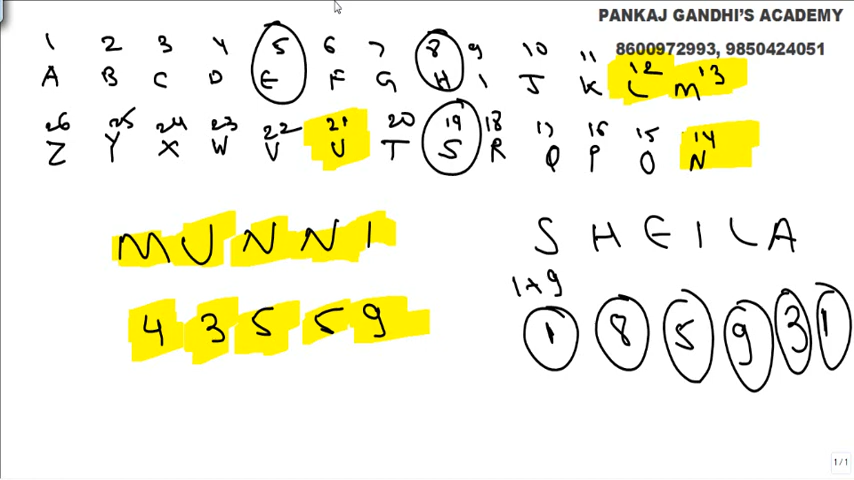 PANKAJ GANDHI'S ACADEMY
8600972993, 9850424051
1 2 3 4 5 6 7 8 9 10 11 12 13
A B C D E F G H I J K L M
26 25 24 23 22 21 20 19 18 17 16 15 14
Z Y X W V U T S R Q P O N
M U N N I
S H E I L A
1+9
4 3 5 5 9
1 8 5 9 3 1
1/1